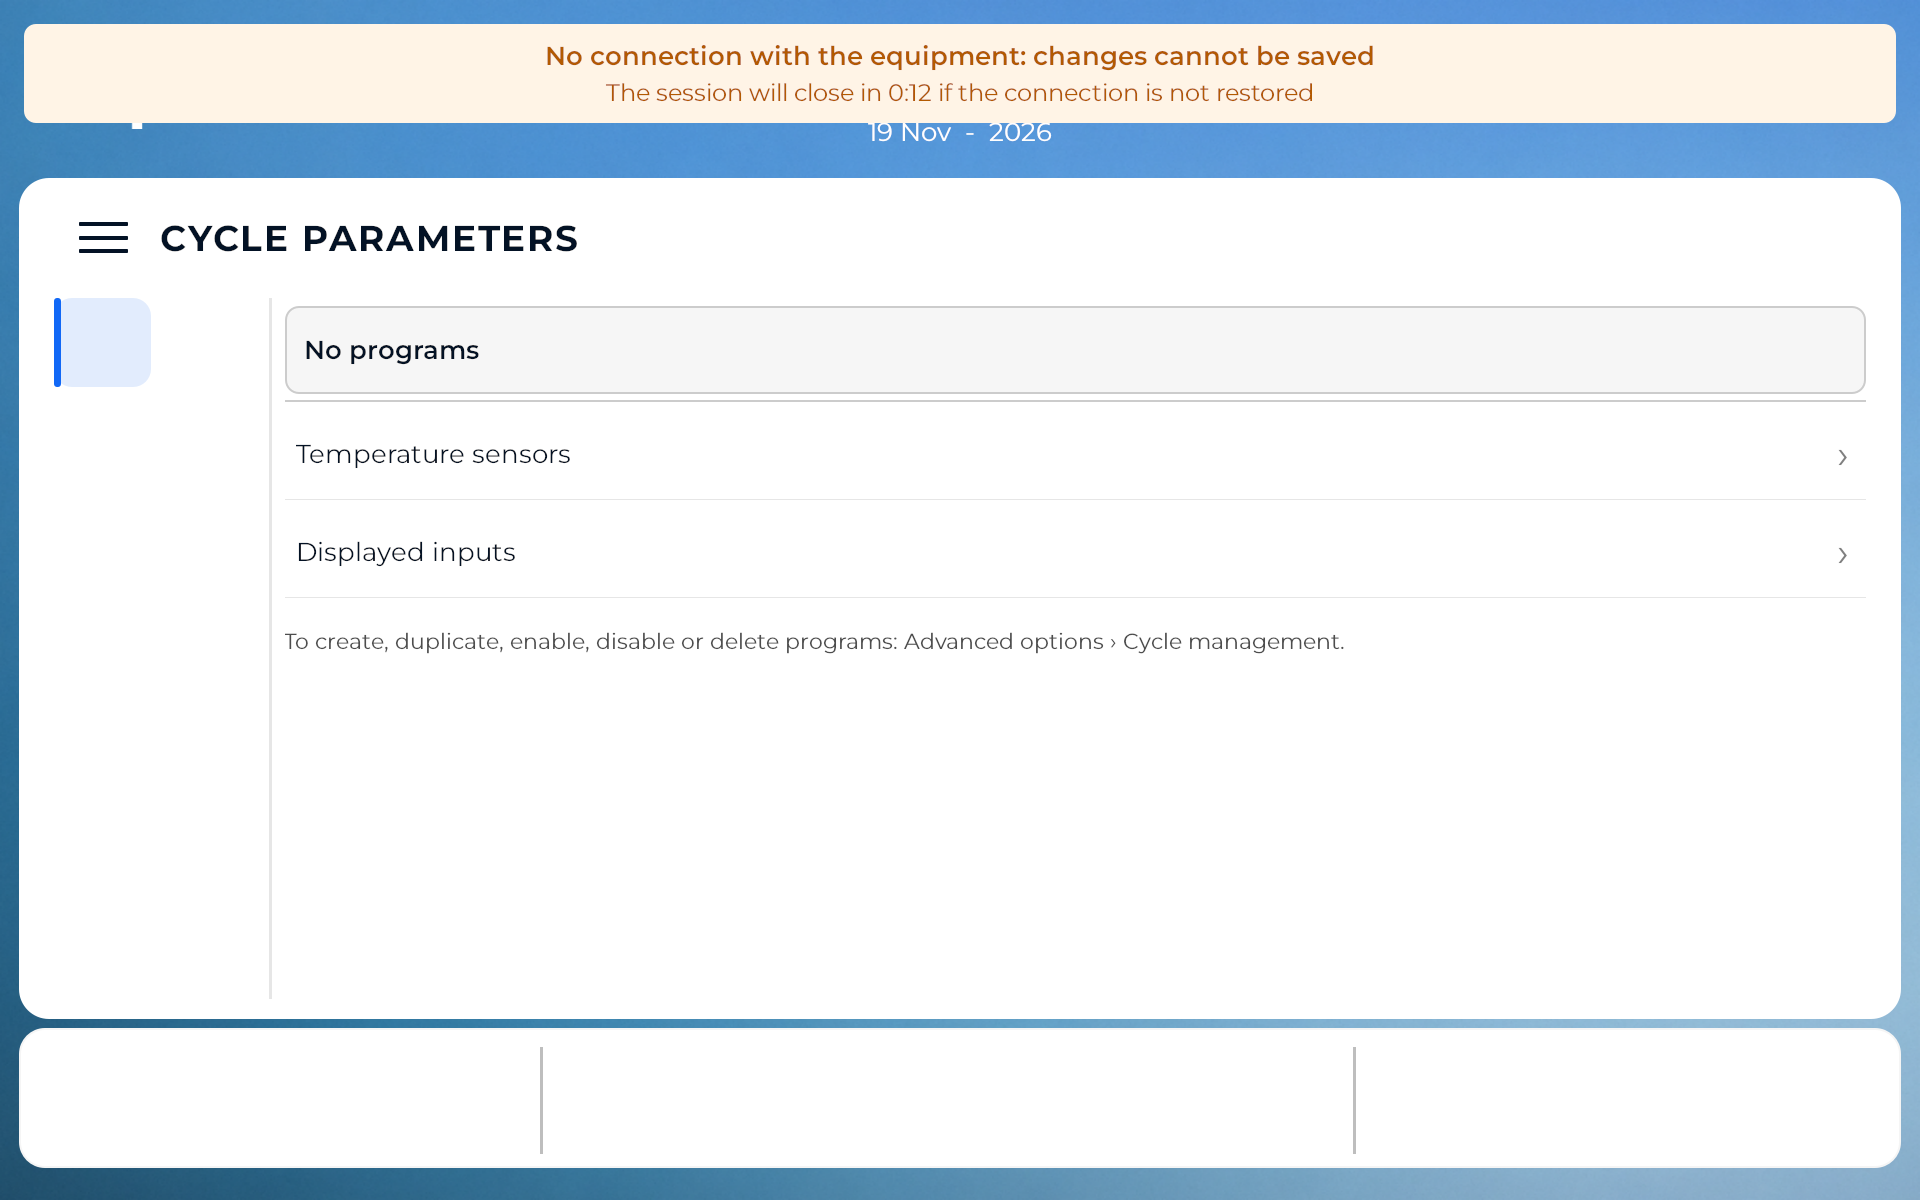 No connection with the equipment: changes cannot be saved
The session will close in 0:12 if the connection is not restored
19 Nov - 2026
CYCLE PARAMETERS
No programs
Temperature sensors
Displayed inputs
To create, duplicate, enable, disable or delete programs: Advanced options › Cycle management.